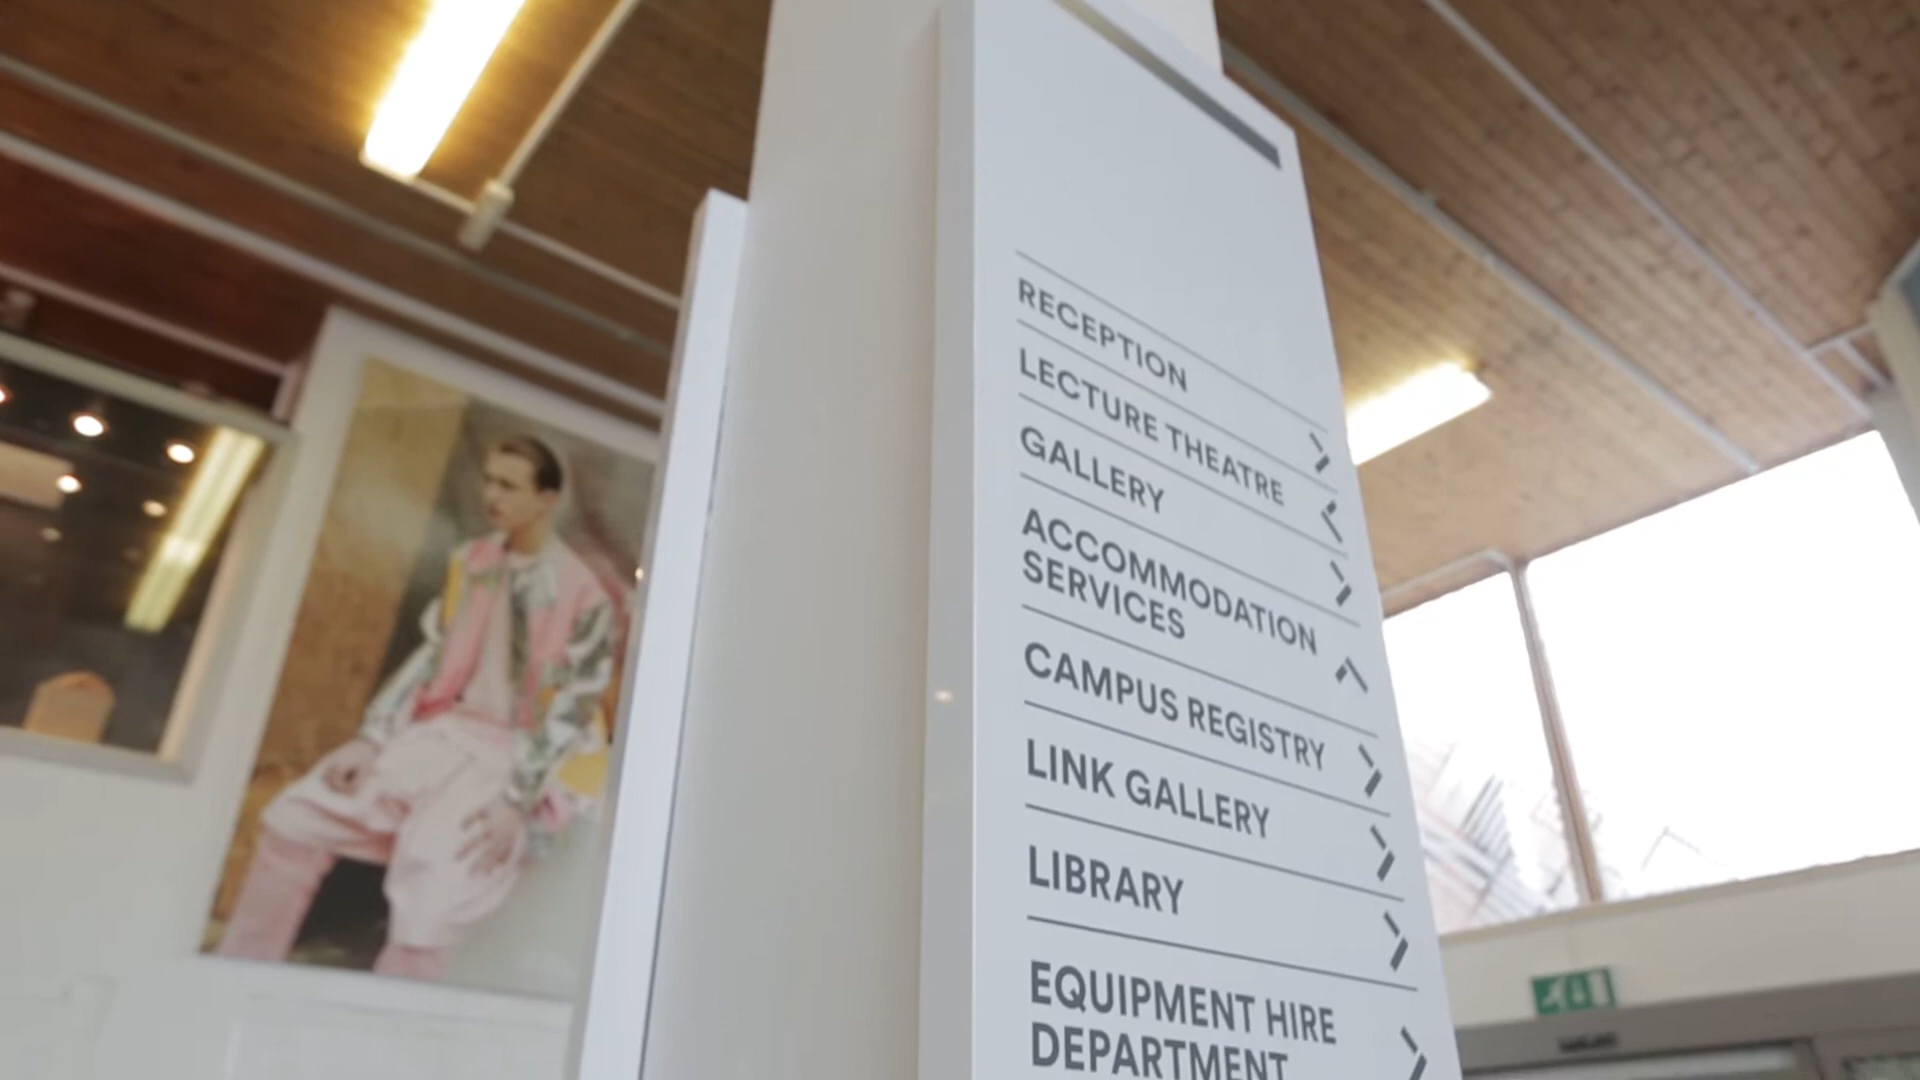 RECEPTION
LECTURE THEATRE
GALLERY
ACCOMMODATION
SERVICES
CAMPUS REGISTRY
LINK GALLERY
LIBRARY
EQUIPMENT HIRE
DEPARTMENT